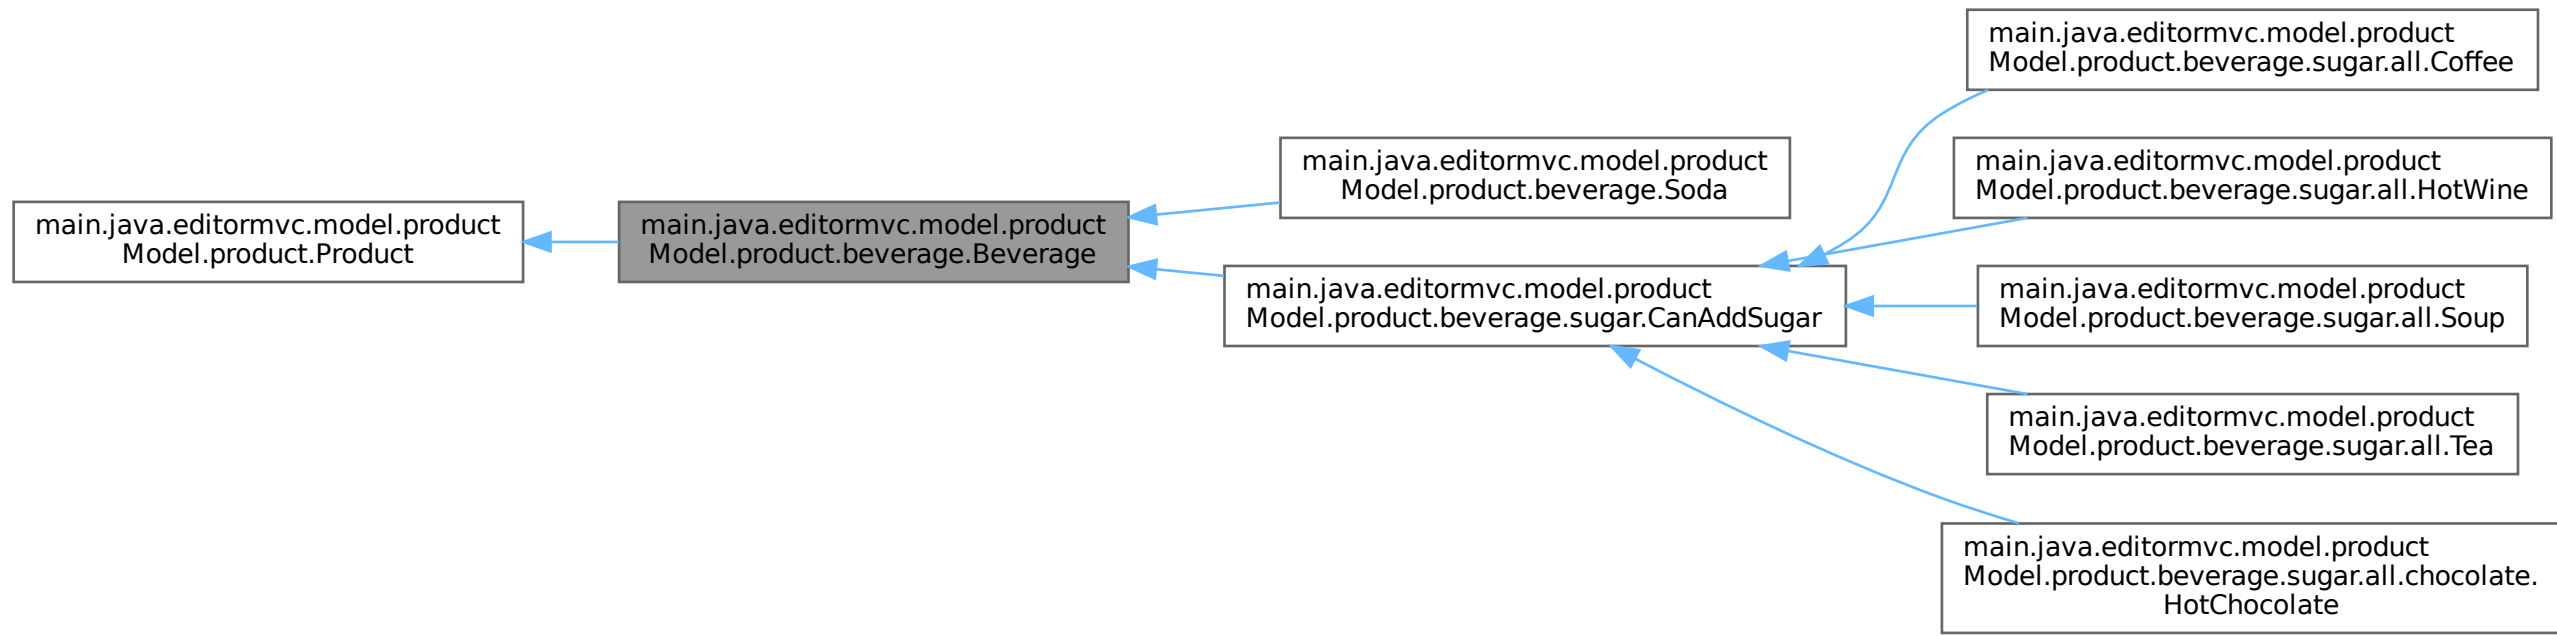 main.java.editormvc.model.product
Model.product.Product
main.java.editormvc.model.product
Model.product.beverage.Beverage
main.java.editormvc.model.product
Model.product.beverage.Soda
main.java.editormvc.model.product
Model.product.beverage.sugar.CanAddSugar
main.java.editormvc.model.product
Model.product.beverage.sugar.all.Coffee
main.java.editormvc.model.product
Model.product.beverage.sugar.all.HotWine
main.java.editormvc.model.product
Model.product.beverage.sugar.all.Soup
main.java.editormvc.model.product
Model.product.beverage.sugar.all.Tea
main.java.editormvc.model.product
Model.product.beverage.sugar.all.chocolate.
HotChocolate